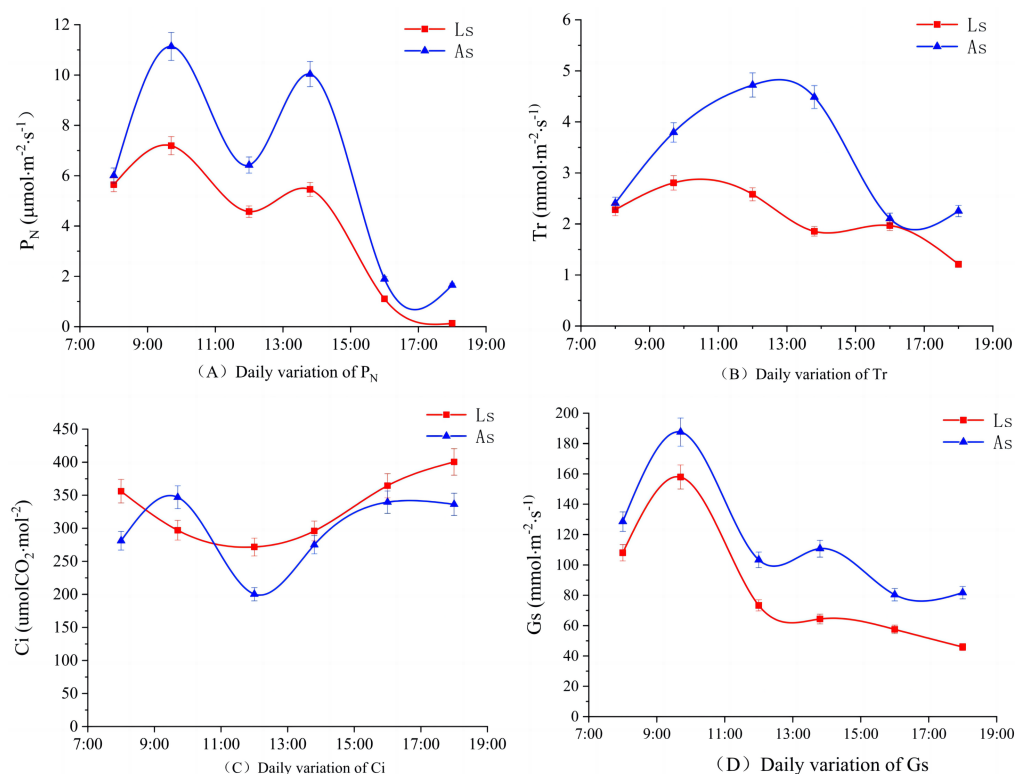 12
10
8
6
4
2
0
P_N (μmol·m⁻²·s⁻¹)
Ls
As
7:00 9:00 11:00 13:00 15:00 17:00 19:00
（A）Daily variation of P_N
6
5
4
3
2
1
0
Tr (mmol·m⁻²·s⁻¹)
Ls
As
7:00 9:00 11:00 13:00 15:00 17:00 19:00
（B）Daily variation of Tr
450
400
350
300
250
200
150
100
50
0
Ci (umolCO₂·mol⁻²)
Ls
As
7:00 9:00 11:00 13:00 15:00 17:00 19:00
（C）Daily variation of Ci
200
180
160
140
120
100
80
60
40
20
0
Gs (mmol·m⁻²·s⁻¹)
Ls
As
7:00 9:00 11:00 13:00 15:00 17:00 19:00
（D）Daily variation of Gs